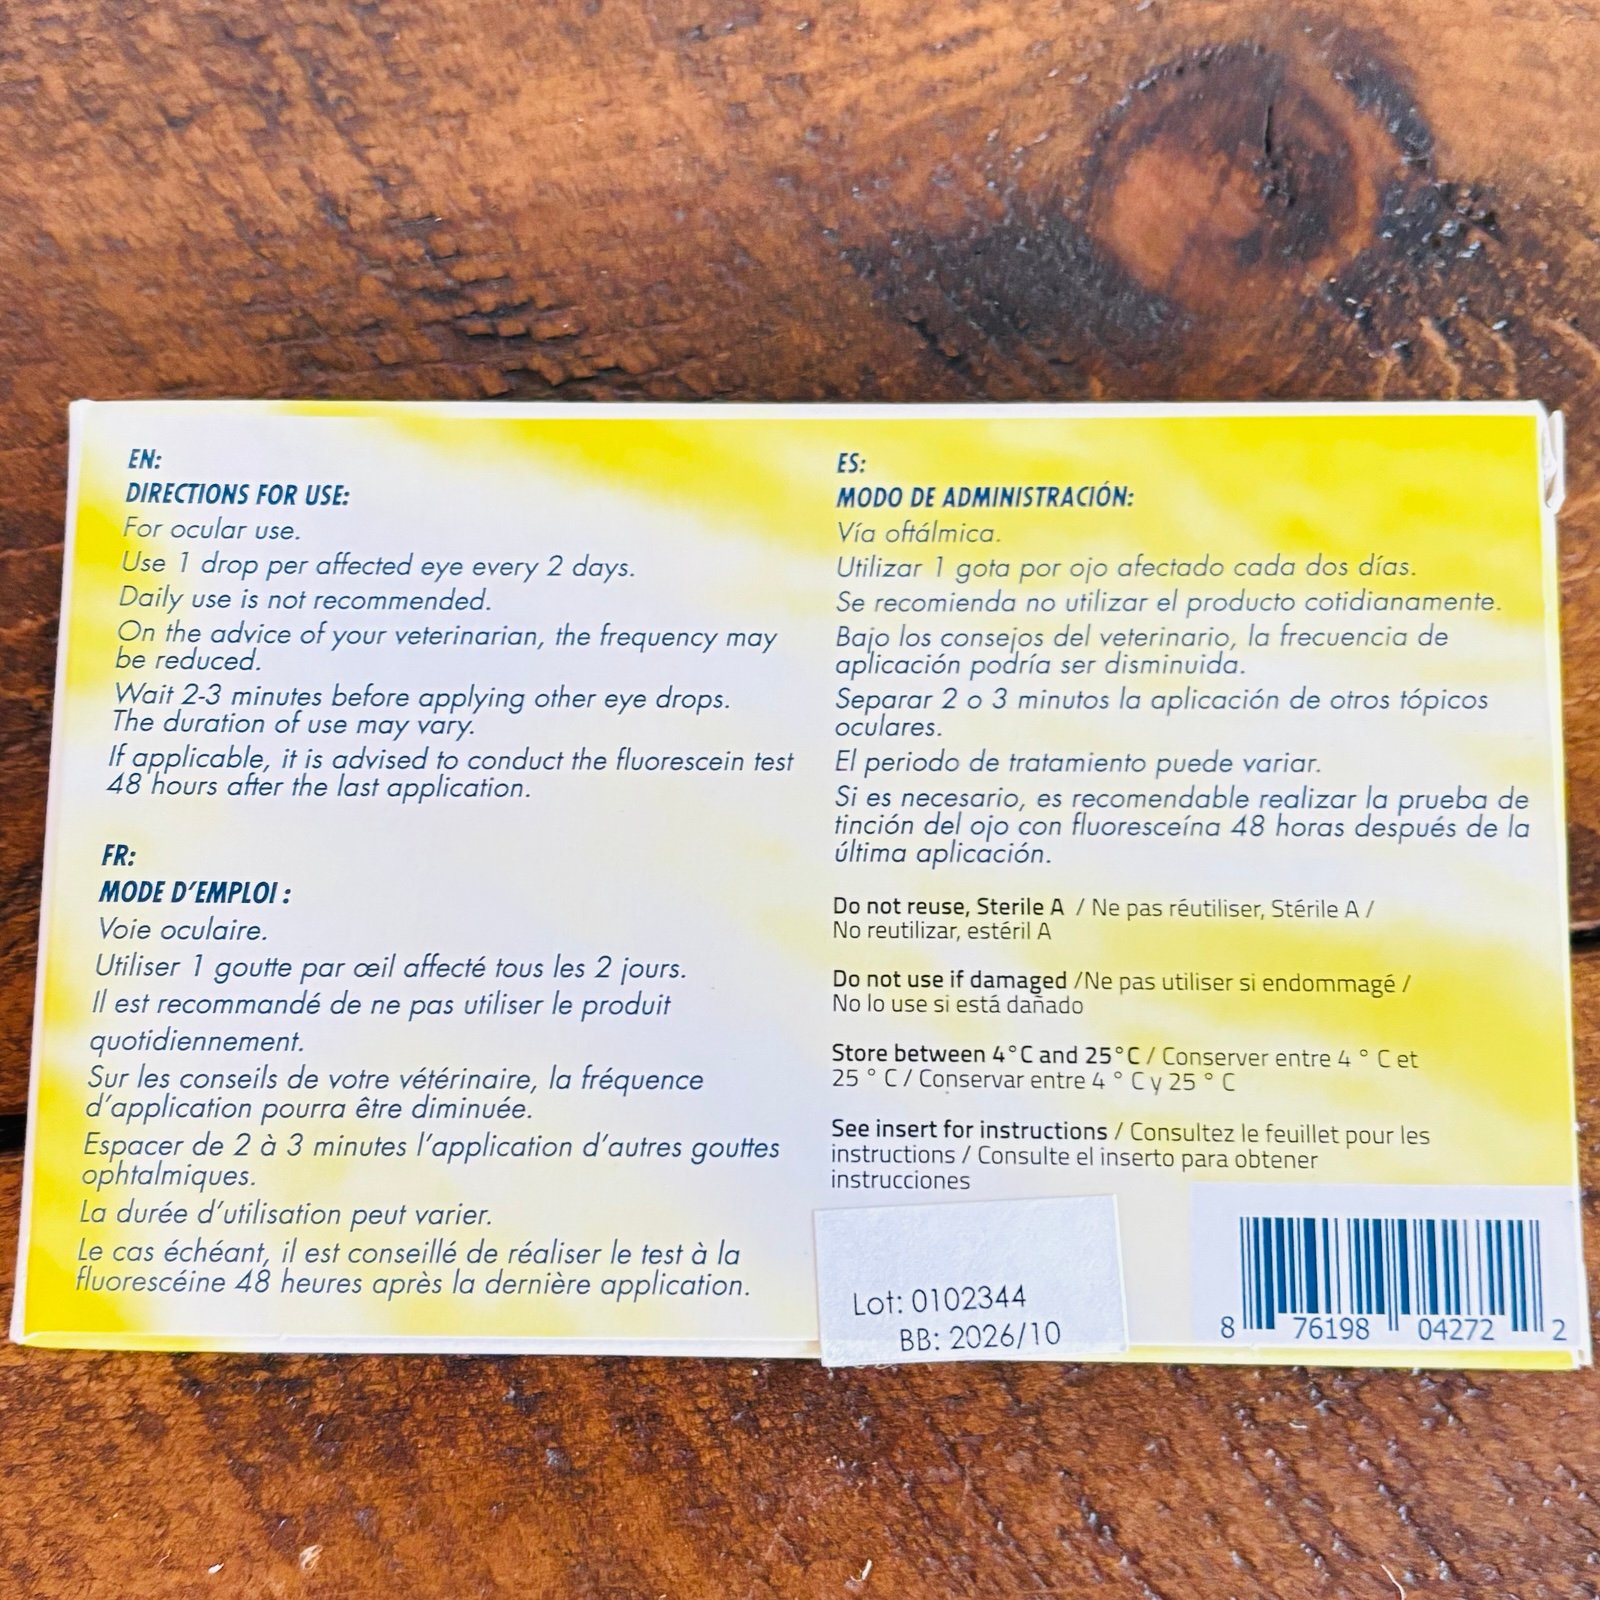 EN:
DIRECTIONS FOR USE:
For ocular use.
Use 1 drop per affected eye every 2 days.
Daily use is not recommended.
On the advice of your veterinarian, the frequency may
be reduced.
Wait 2-3 minutes before applying other eye drops.
The duration of use may vary.
If applicable, it is advised to conduct the fluorescein test
48 hours after the last application.
FR:
MODE D'EMPLOI :
Voie oculaire.
Utiliser 1 goutte par œil affecté tous les 2 jours.
Il est recommandé de ne pas utiliser le produit
quotidiennement.
Sur les conseils de votre vétérinaire, la fréquence
d'application pourra être diminuée.
Espacer de 2 à 3 minutes l'application d'autres gouttes
ophtalmiques.
La durée d'utilisation peut varier.
Le cas échéant, il est conseillé de réaliser le test à la
fluorescéine 48 heures après la dernière application.
ES:
MODO DE ADMINISTRACIÓN:
Vía oftálmica.
Utilizar 1 gota por ojo afectado cada dos días.
Se recomienda no utilizar el producto cotidianamente.
Bajo los consejos del veterinario, la frecuencia de
aplicación podría ser disminuida.
Separar 2 o 3 minutos la aplicación de otros tópicos
oculares.
El periodo de tratamiento puede variar.
Si es necesario, es recomendable realizar la prueba de
tinción del ojo con fluoresceína 48 horas después de la
última aplicación.
Do not reuse, Sterile A / Ne pas réutiliser, Stérile A /
No reutilizar, estéril A
Do not use if damaged /Ne pas utiliser si endommagé /
No lo use si está dañado
Store between 4°C and 25°C / Conserver entre 4 ° C et
25 ° C / Conservar entre 4 ° C y 25 ° C
See insert for instructions / Consultez le feuillet pour les
instructions / Consulte el inserto para obtener
instrucciones
Lot: 0102344
BB: 2026/10
8 76198 04272 2